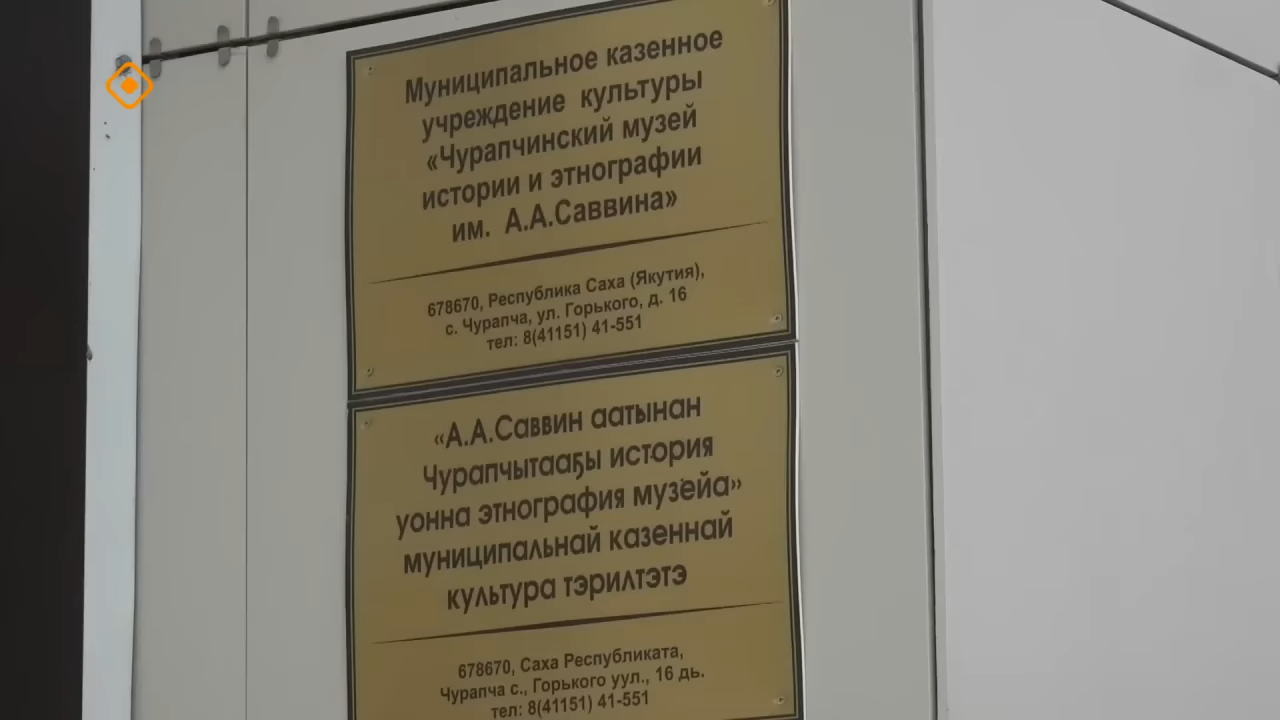 Муниципальное казенное
учреждение культуры
«Чурапчинский музей
истории и этнографии
им. А.А.Саввина»
678670, Республика Саха (Якутия),
с. Чурапча, ул. Горького, д. 16
тел: 8(41151) 41-551
«А.А.Саввин аатынан
Чурапчытааҕы история
уонна этнография музейа»
муниципальнай казеннай
культура тэрилтэтэ
678670, Саха Республиката,
Чурапча с., Горького уул., 16 дь.
тел: 8(41151) 41-551